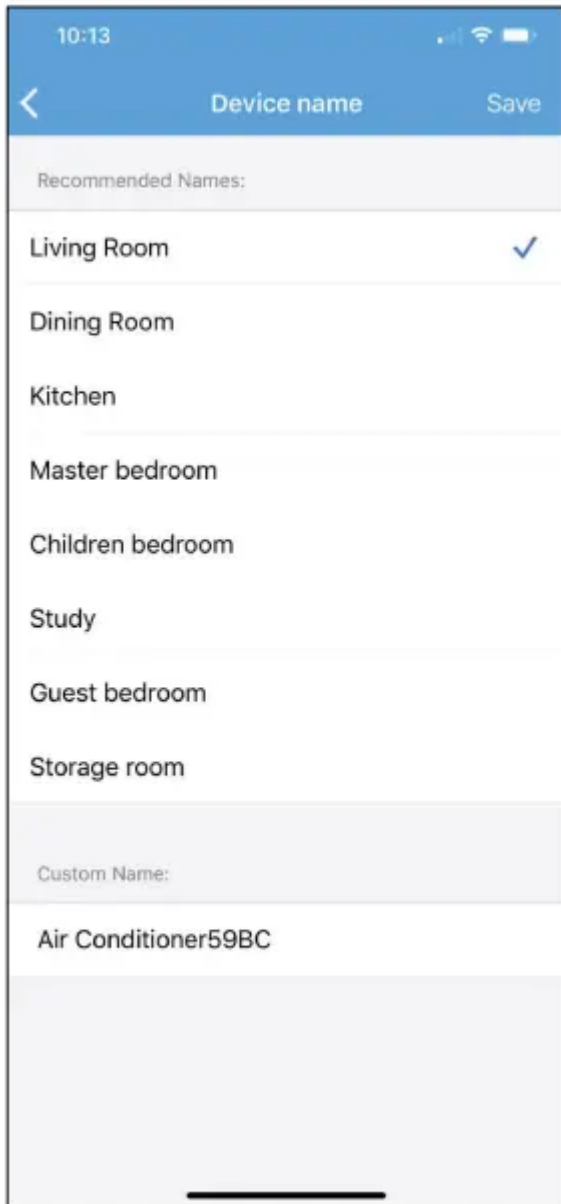 10:13
Device name Save
Recommended Names:
Living Room
Dining Room
Kitchen
Master bedroom
Children bedroom
Study
Guest bedroom
Storage room
Custom Name:
Air Conditioner59BC